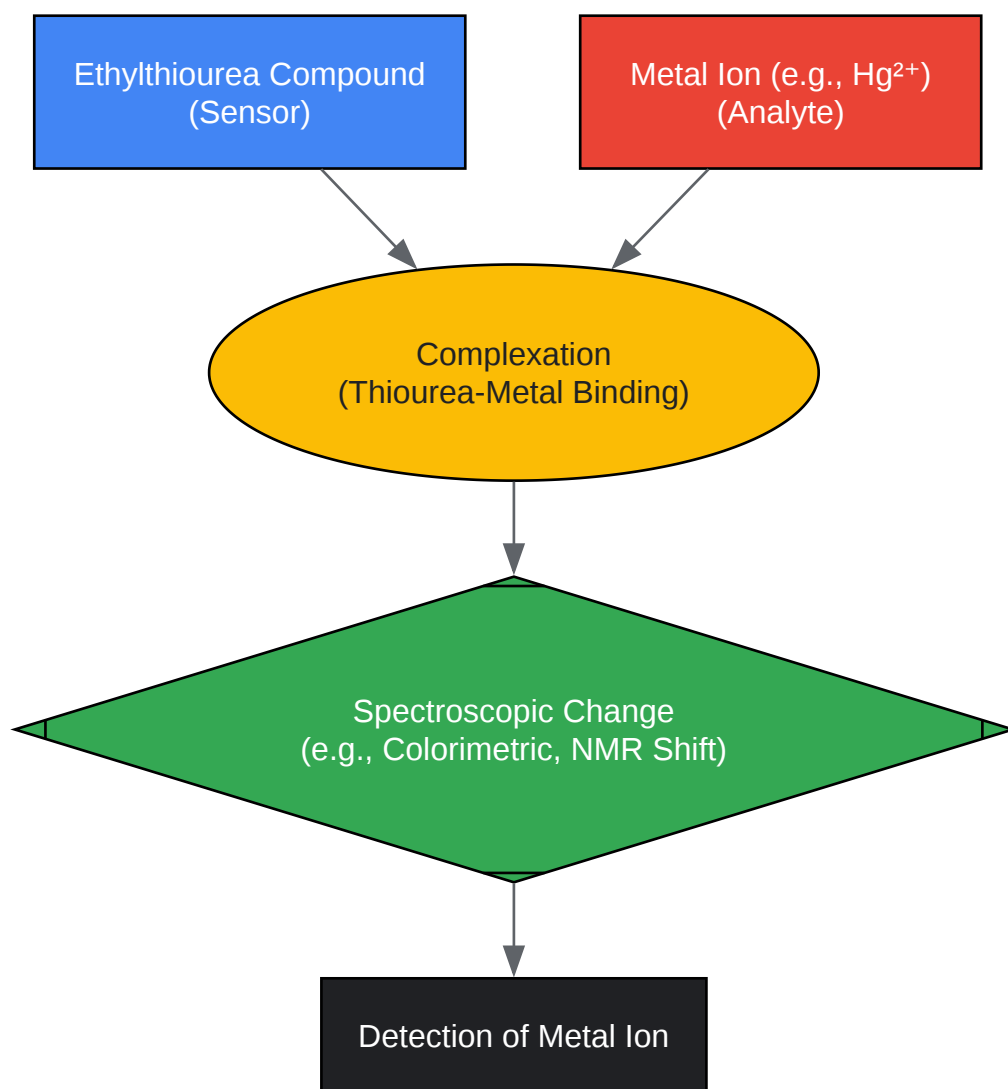 Ethylthiourea Compound
(Sensor)
Metal Ion (e.g., Hg²⁺)
(Analyte)
Complexation
(Thiourea-Metal Binding)
Spectroscopic Change
(e.g., Colorimetric, NMR Shift)
Detection of Metal Ion